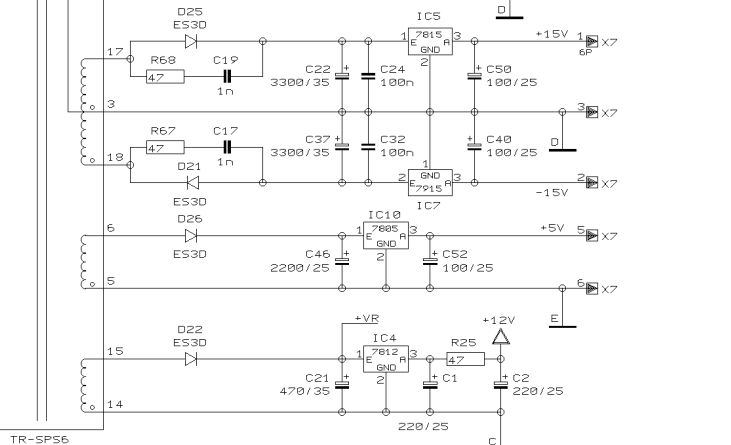 D
D25
ES3D
IC5
17
R68
47
C19
1n
C22
3300/35
+
C24
100n
1
E
7815
A
3
GND
2
+
C50
100/25
+15V
1
6P
X7
3
3
X7
R67
47
C17
1n
C37
3300/35
+
C32
100n
+
C40
100/25
D
18
D21
ES3D
1
GND
2
E
7915
A
3
IC7
2
X7
-15V
6
D26
ES3D
IC10
1
E
7805
A
3
GND
2
C46
2200/25
+
+
C52
100/25
+5V
5
X7
5
6
X7
E
15
D22
ES3D
+VR
IC4
1
E
7812
A
3
GND
2
R25
47
+12V
C21
470/35
+
+
C1
220/25
+
C2
220/25
14
C
TR-SPS6